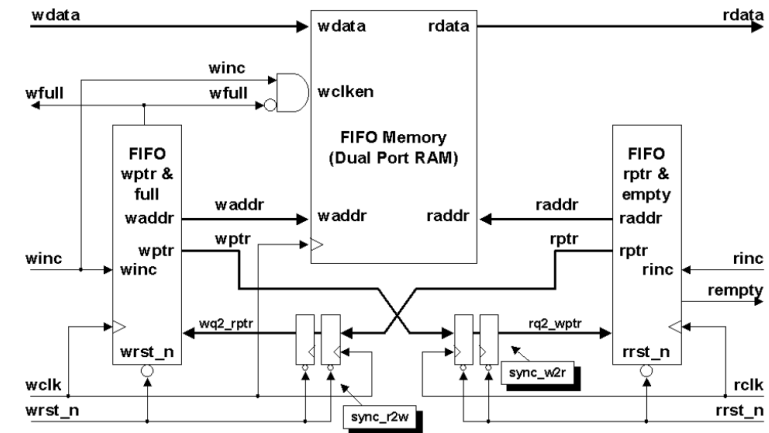 wdata
rdata
wdata
rdata
winc
wclken
wfull
wfull
FIFO Memory
(Dual Port RAM)
FIFO
wptr &
full
FIFO
rptr &
empty
waddr
waddr
waddr
raddr
raddr
raddr
wptr
wptr
rptr
rptr
winc
winc
rinc
rinc
rempty
wq2_rptr
rq2_wptr
wrst_n
rrst_n
sync_w2r
wclk
rclk
wrst_n
rrst_n
sync_r2w